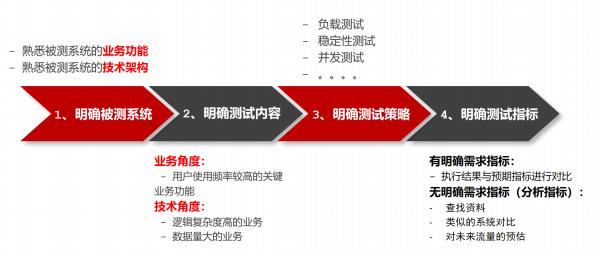 – 熟悉被测系统的业务功能
– 熟悉被测系统的技术架构
– 负载测试
– 稳定性测试
– 并发测试
– 。。。。
1、明确被测系统
2、明确测试内容
3、明确测试策略
4、明确测试指标
业务角度：
– 用户使用频率较高的关键
业务功能
技术角度：
– 逻辑复杂度高的业务
– 数据量大的业务
有明确需求指标：
– 执行结果与预期指标进行对比
无明确需求指标（分析指标）：
- 查找资料
- 类似的系统对比
- 对未来流量的预估